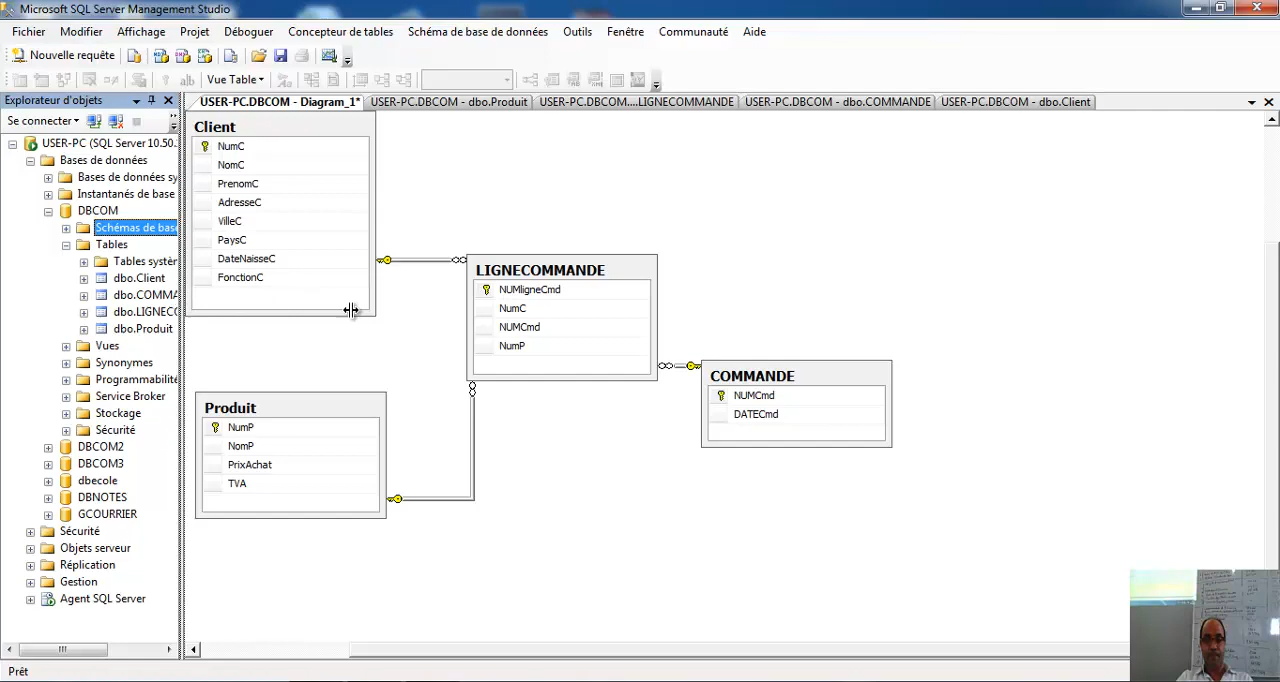 Microsoft SQL Server Management Studio
Fichier Modifier Affichage Projet Déboguer Concepteur de tables Schéma de base de données Outils Fenêtre Communauté Aide
Nouvelle requête
Vue Table
Explorateur d'objets
USER-PC.DBCOM - Diagram_1* USER-PC.DBCOM - dbo.Produit USER-PC.DBCOM....LIGNECOMMANDE USER-PC.DBCOM - dbo.COMMANDE USER-PC.DBCOM - dbo.Client
Se connecter
USER-PC (SQL Server 10.50.
Bases de données
Bases de données sy
Instantanés de base
DBCOM
Schémas de base
Tables
Tables systèr
dbo.Client
dbo.COMMA
dbo.LIGNEC
dbo.Produit
Vues
Synonymes
Programmabilité
Service Broker
Stockage
Sécurité
DBCOM2
DBCOM3
dbecole
DBNOTES
GCOURRIER
Sécurité
Objets serveur
Réplication
Gestion
Agent SQL Server
Client
NumC
NomC
PrenomC
AdresseC
VilleC
PaysC
DateNaisseC
FonctionC
LIGNECOMMANDE
NUMligneCmd
NumC
NUMCmd
NumP
COMMANDE
NUMCmd
DATECmd
Produit
NumP
NomP
PrixAchat
TVA
Prêt